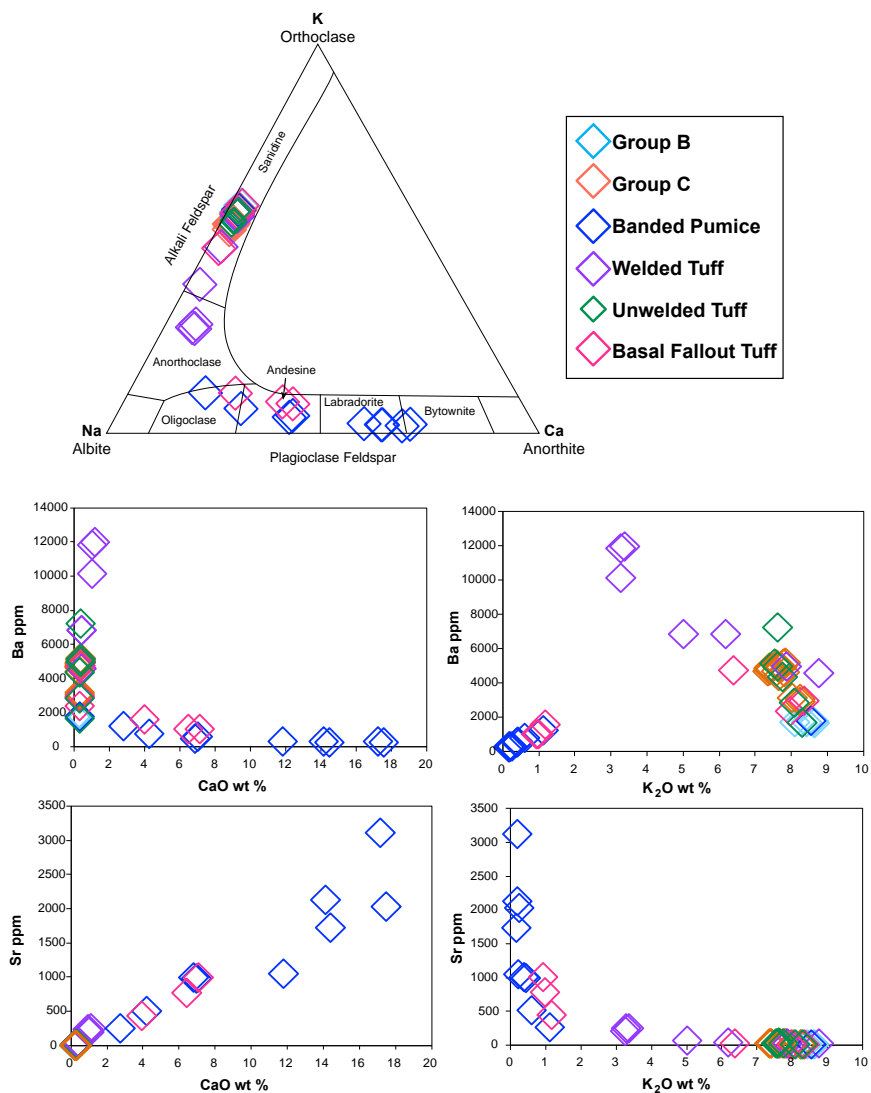 K
Orthoclase
Sanidine
Alkali Feldspar
Anorthoclase
Andesine
Labradorite
Bytownite
Oligoclase
Na
Albite
Ca
Anorthite
Plagioclase Feldspar
Group B
Group C
Banded Pumice
Welded Tuff
Unwelded Tuff
Basal Fallout Tuff
14000
12000
10000
8000
6000
4000
2000
0
Ba ppm
0 2 4 6 8 10 12 14 16 18 20
CaO wt %
14000
12000
10000
8000
6000
4000
2000
0
Ba ppm
0 1 2 3 4 5 6 7 8 9 10
K₂O wt %
3500
3000
2500
2000
1500
1000
500
0
Sr ppm
0 2 4 6 8 10 12 14 16 18 20
CaO wt %
3500
3000
2500
2000
1500
1000
500
0
Sr ppm
0 1 2 3 4 5 6 7 8 9 10
K₂O wt %